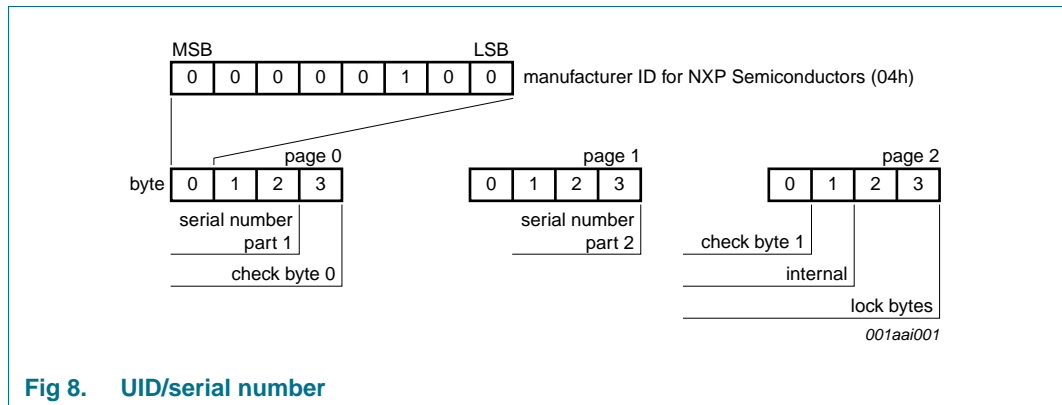 MSB LSB
0 0 0 0 0 1 0 0 manufacturer ID for NXP Semiconductors (04h)
page 0 page 1 page 2
byte 0 1 2 3 0 1 2 3 0 1 2 3
serial number
part 1
check byte 0
serial number
part 2
check byte 1
internal
lock bytes
001aai001
Fig 8. UID/serial number